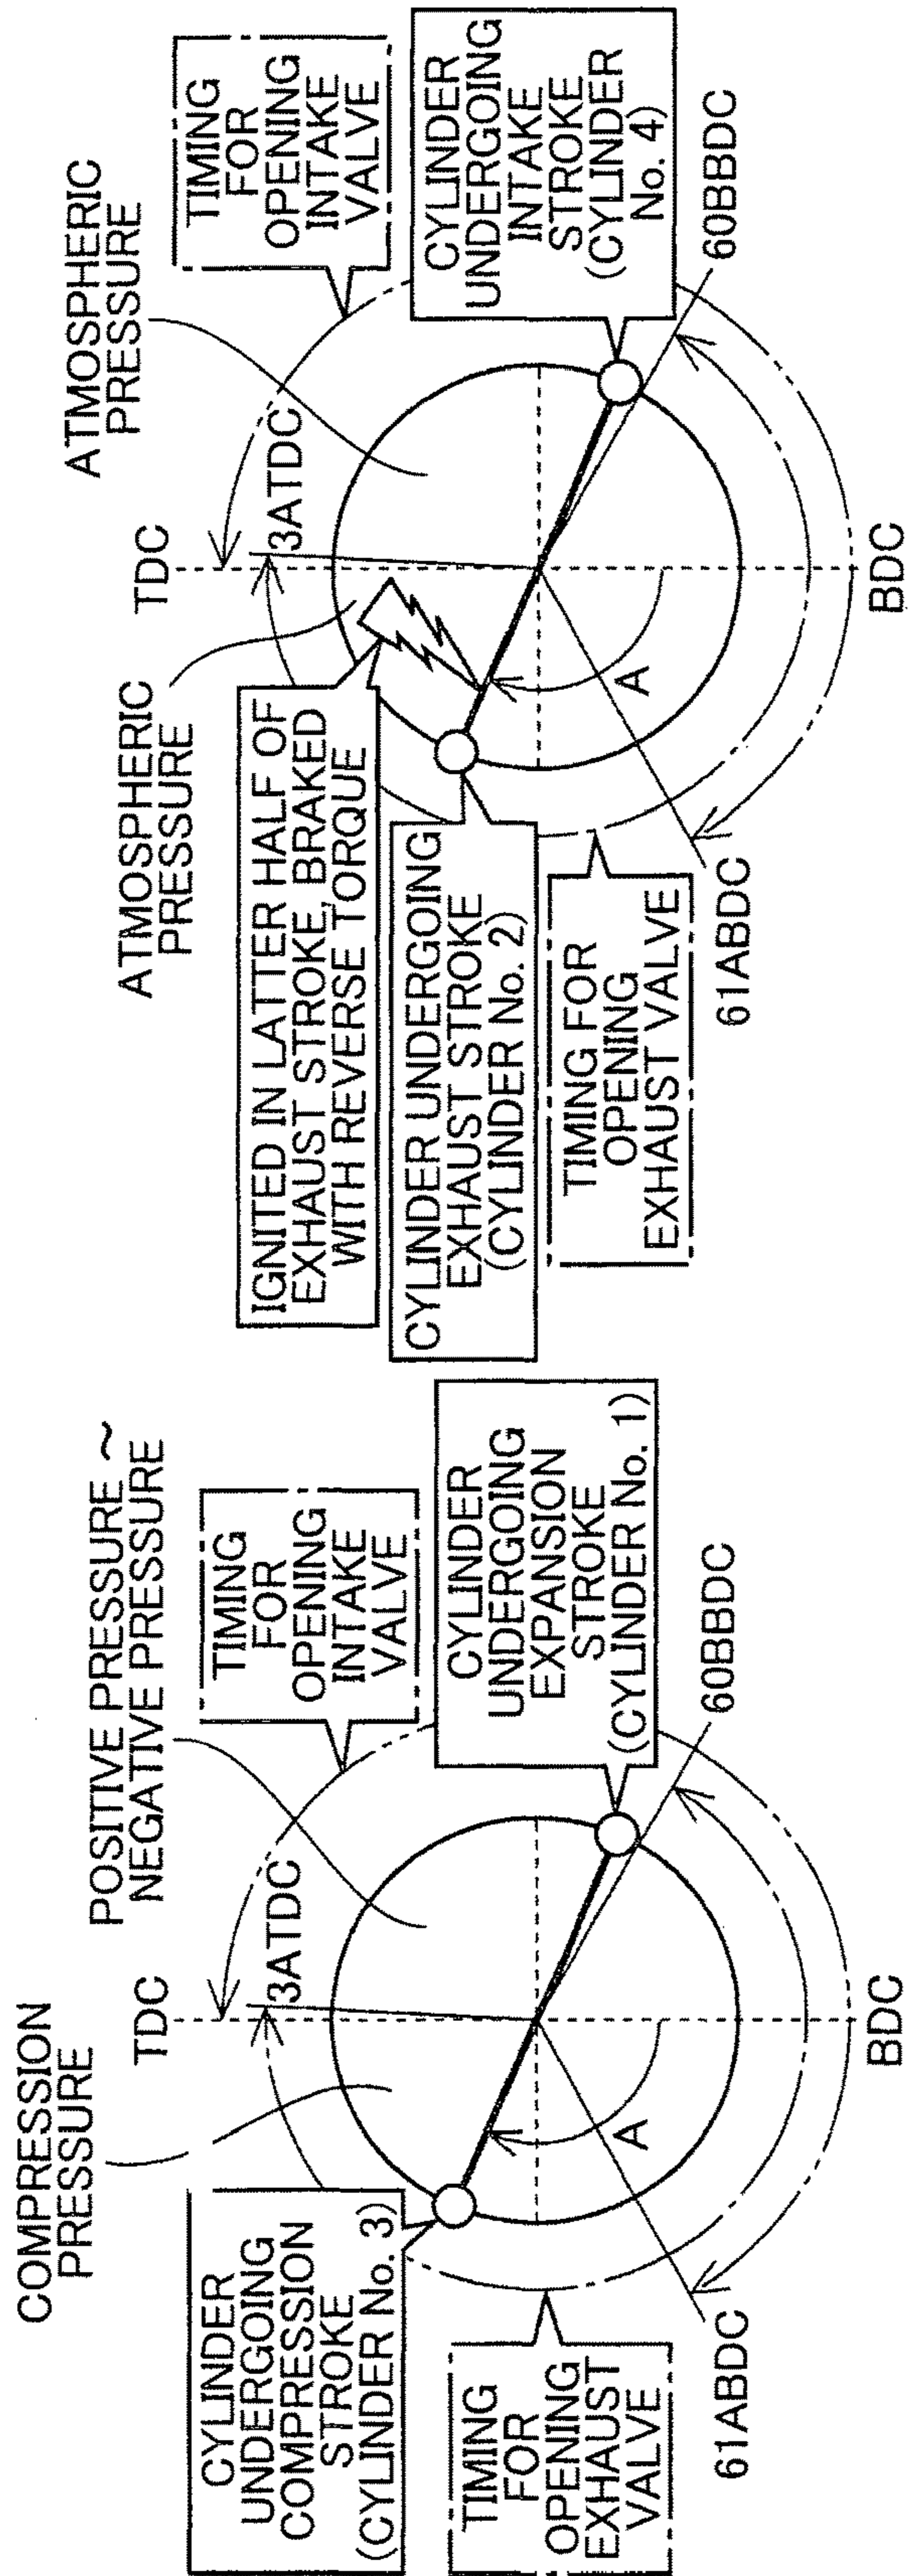 COMPRESSION
PRESSURE
POSITIVE PRESSURE ~
NEGATIVE PRESSURE
TDC
3ATDC
TIMING
FOR
OPENING
INTAKE
VALVE
CYLINDER
UNDERGOING
COMPRESSION
STROKE
(CYLINDER No. 3)
CYLINDER
UNDERGOING
EXPANSION
STROKE
(CYLINDER No. 1)
TIMING
FOR
OPENING
EXHAUST
VALVE
A
61ABDC
60BBDC
BDC
ATMOSPHERIC
PRESSURE
ATMOSPHERIC
PRESSURE
TDC
3ATDC
TIMING
FOR
OPENING
INTAKE
VALVE
IGNITED IN LATTER HALF OF
EXHAUST STROKE, BRAKED
WITH REVERSE TORQUE
CYLINDER UNDERGOING
EXHAUST STROKE
(CYLINDER No. 2)
CYLINDER
UNDERGOING
INTAKE
STROKE
(CYLINDER
No. 4)
TIMING FOR
OPENING
EXHAUST VALVE
A
61ABDC
60BBDC
BDC